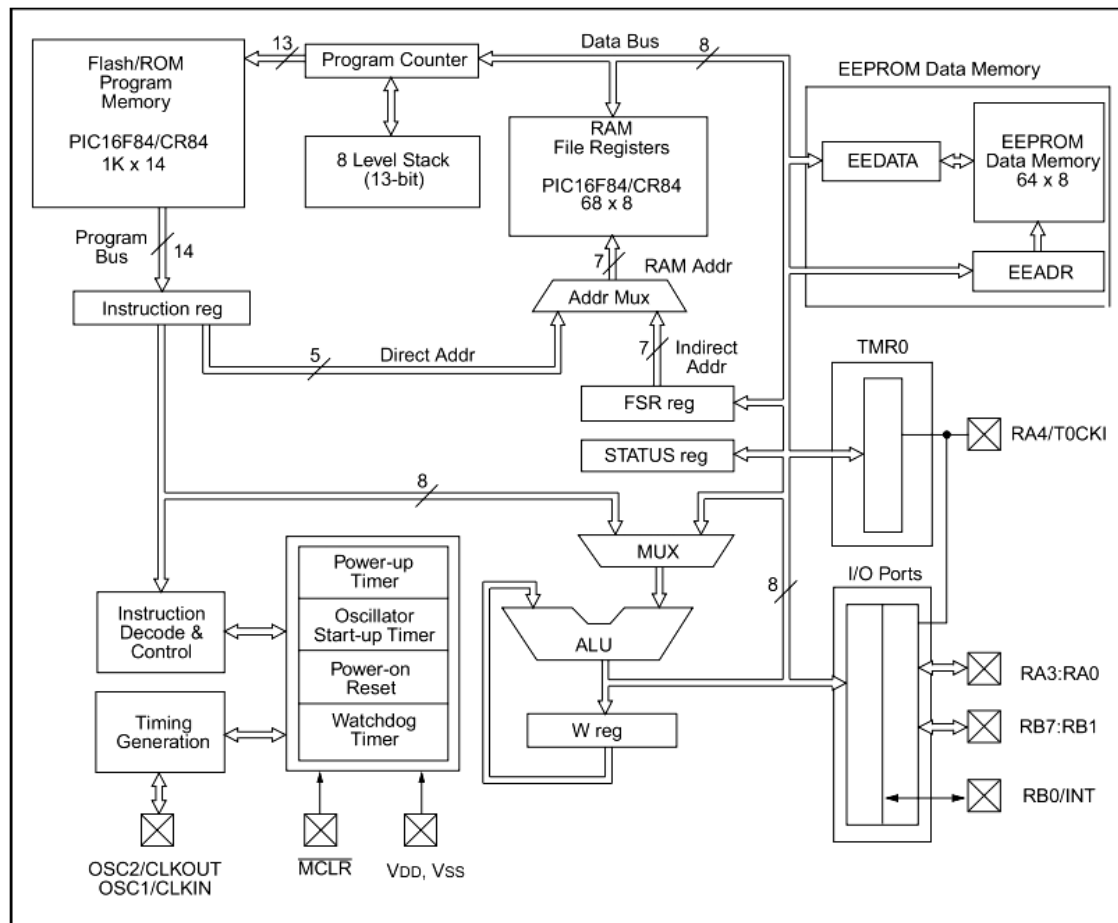 Flash/ROM
Program
Memory
PIC16F84/CR84
1K x 14
13
Program Counter
8 Level Stack
(13-bit)
Data Bus
8
RAM
File Registers
PIC16F84/CR84
68 x 8
EEPROM Data Memory
EEDATA
EEPROM
Data Memory
64 x 8
EEADR
Program
Bus
14
Instruction reg
7
RAM Addr
Addr Mux
5
Direct Addr
7
Indirect
Addr
FSR reg
STATUS reg
TMR0
RA4/T0CKI
8
MUX
ALU
W reg
8
I/O Ports
RA3:RA0
RB7:RB1
RB0/INT
Instruction
Decode &
Control
Timing
Generation
Power-up
Timer
Oscillator
Start-up Timer
Power-on
Reset
Watchdog
Timer
OSC2/CLKOUT
OSC1/CLKIN
MCLR
VDD, VSS